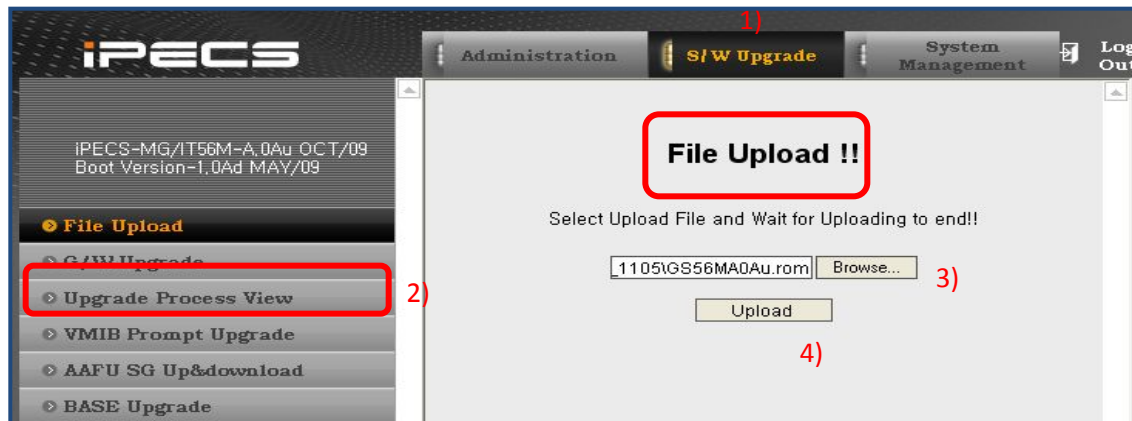 1)
iPECS
Administration
S/W Upgrade
System
Management
Log
Out
iPECS-MG/IT56M-A.0Au OCT/09
Boot Version-1.0Ad MAY/09
File Upload !!
File Upload
Select Upload File and Wait for Uploading to end!!
G/W Upgrade
_1105\GS56MA0Au.rom Browse...
3)
Upgrade Process View
2)
Upload
VMIB Prompt Upgrade
4)
AAFU SG Up&download
BASE Upgrade